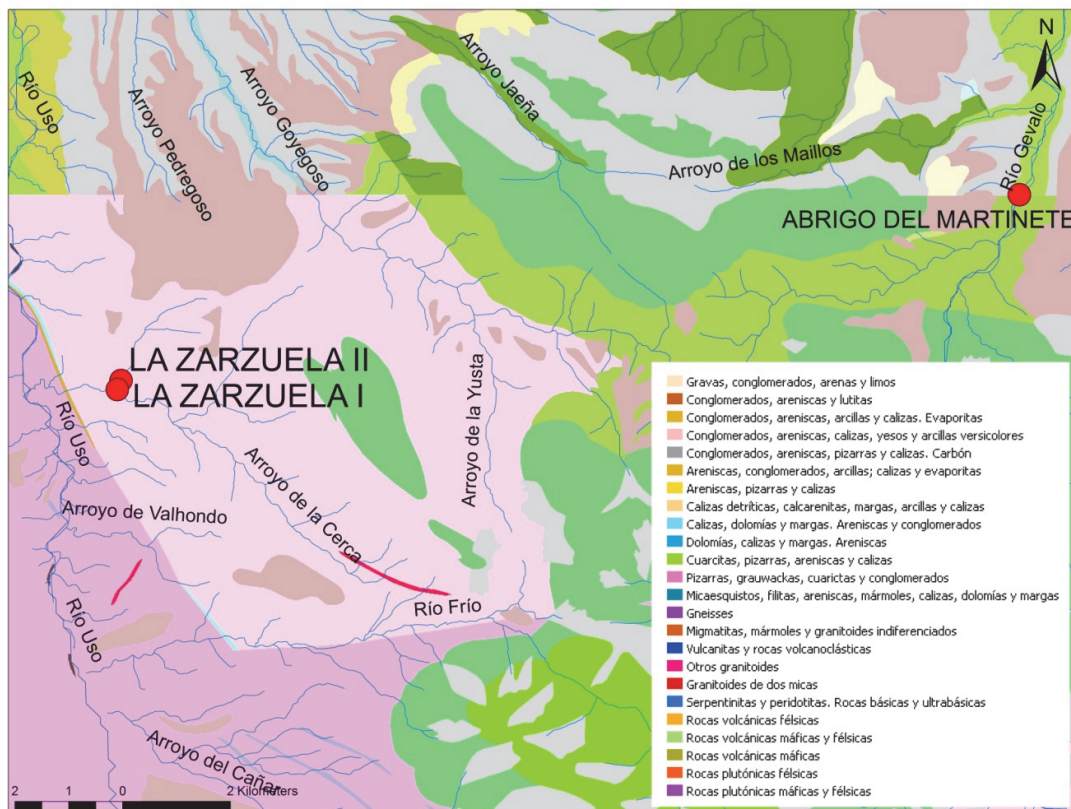 N
Río Uso
Arroyo Pedregoso
Arroyo Goyegoso
Arroyo Jaeña
Arroyo de los Maillos
Río Gevalo
ABRIGO DEL MARTINETE
LA ZARZUELA II
LA ZARZUELA I
Río Uso
Arroyo de la Yusta
Arroyo de Valhondo
Arroyo de la Cerca
Río Frío
Río Uso
Arroyo del Cañar
2 1 0 2 Kilometers
Gravas, conglomerados, arenas y limos
Conglomerados, areniscas y lutitas
Conglomerados, areniscas, arcillas y calizas. Evaporitas
Conglomerados, areniscas, calizas, yesos y arcillas versicolores
Conglomerados, areniscas, pizarras y calizas. Carbón
Areniscas, conglomerados, arcillas; calizas y evaporitas
Areniscas, pizarras y calizas
Calizas detríticas, calcarenitas, margas, arcillas y calizas
Calizas, dolomías y margas. Areniscas y conglomerados
Dolomías, calizas y margas. Areniscas
Cuarcitas, pizarras, areniscas y calizas
Pizarras, grauwackas, cuarictas y conglomerados
Micaesquistos, filitas, areniscas, mármoles, calizas, dolomías y margas
Gneisses
Migmatitas, mármoles y granitoides indiferenciados
Vulcanitas y rocas volcanoclásticas
Otros granitoides
Granitoides de dos micas
Serpentinitas y peridotitas. Rocas básicas y ultrabásicas
Rocas volcánicas félsicas
Rocas volcánicas máficas y félsicas
Rocas volcánicas máficas
Rocas plutónicas félsicas
Rocas plutónicas máficas y félsicas